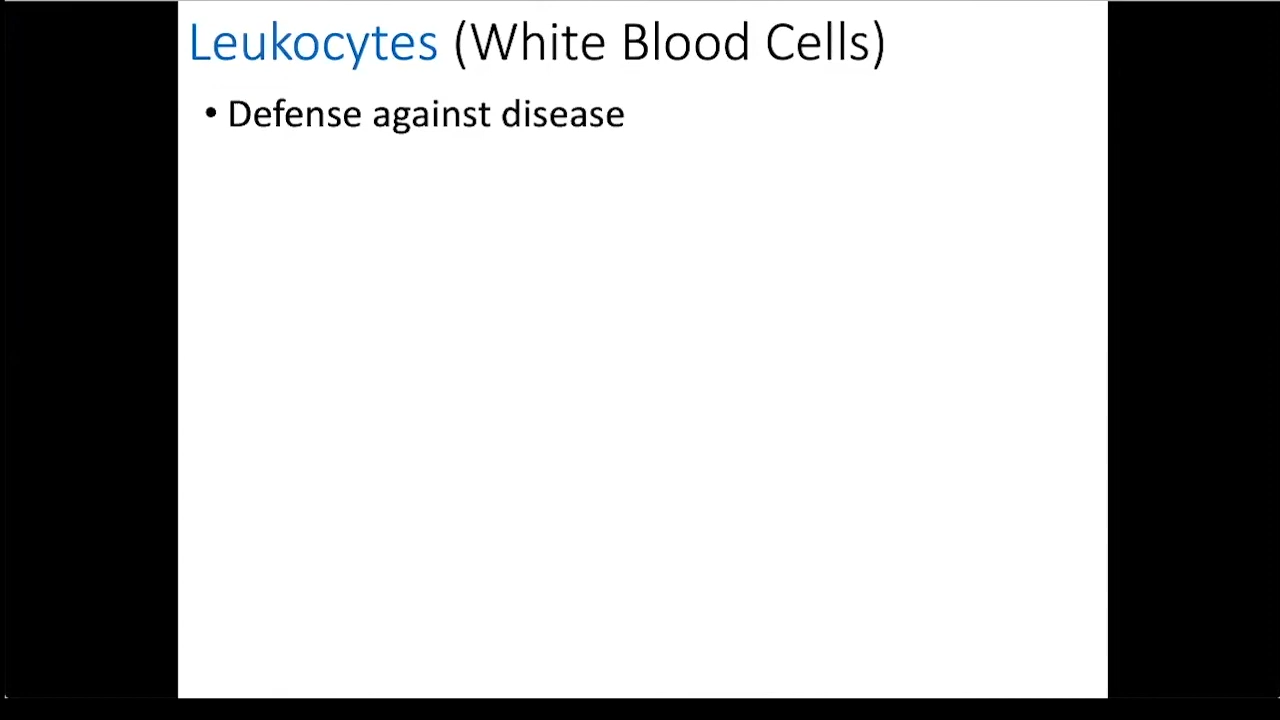 Leukocytes (White Blood Cells)
• Defense against disease